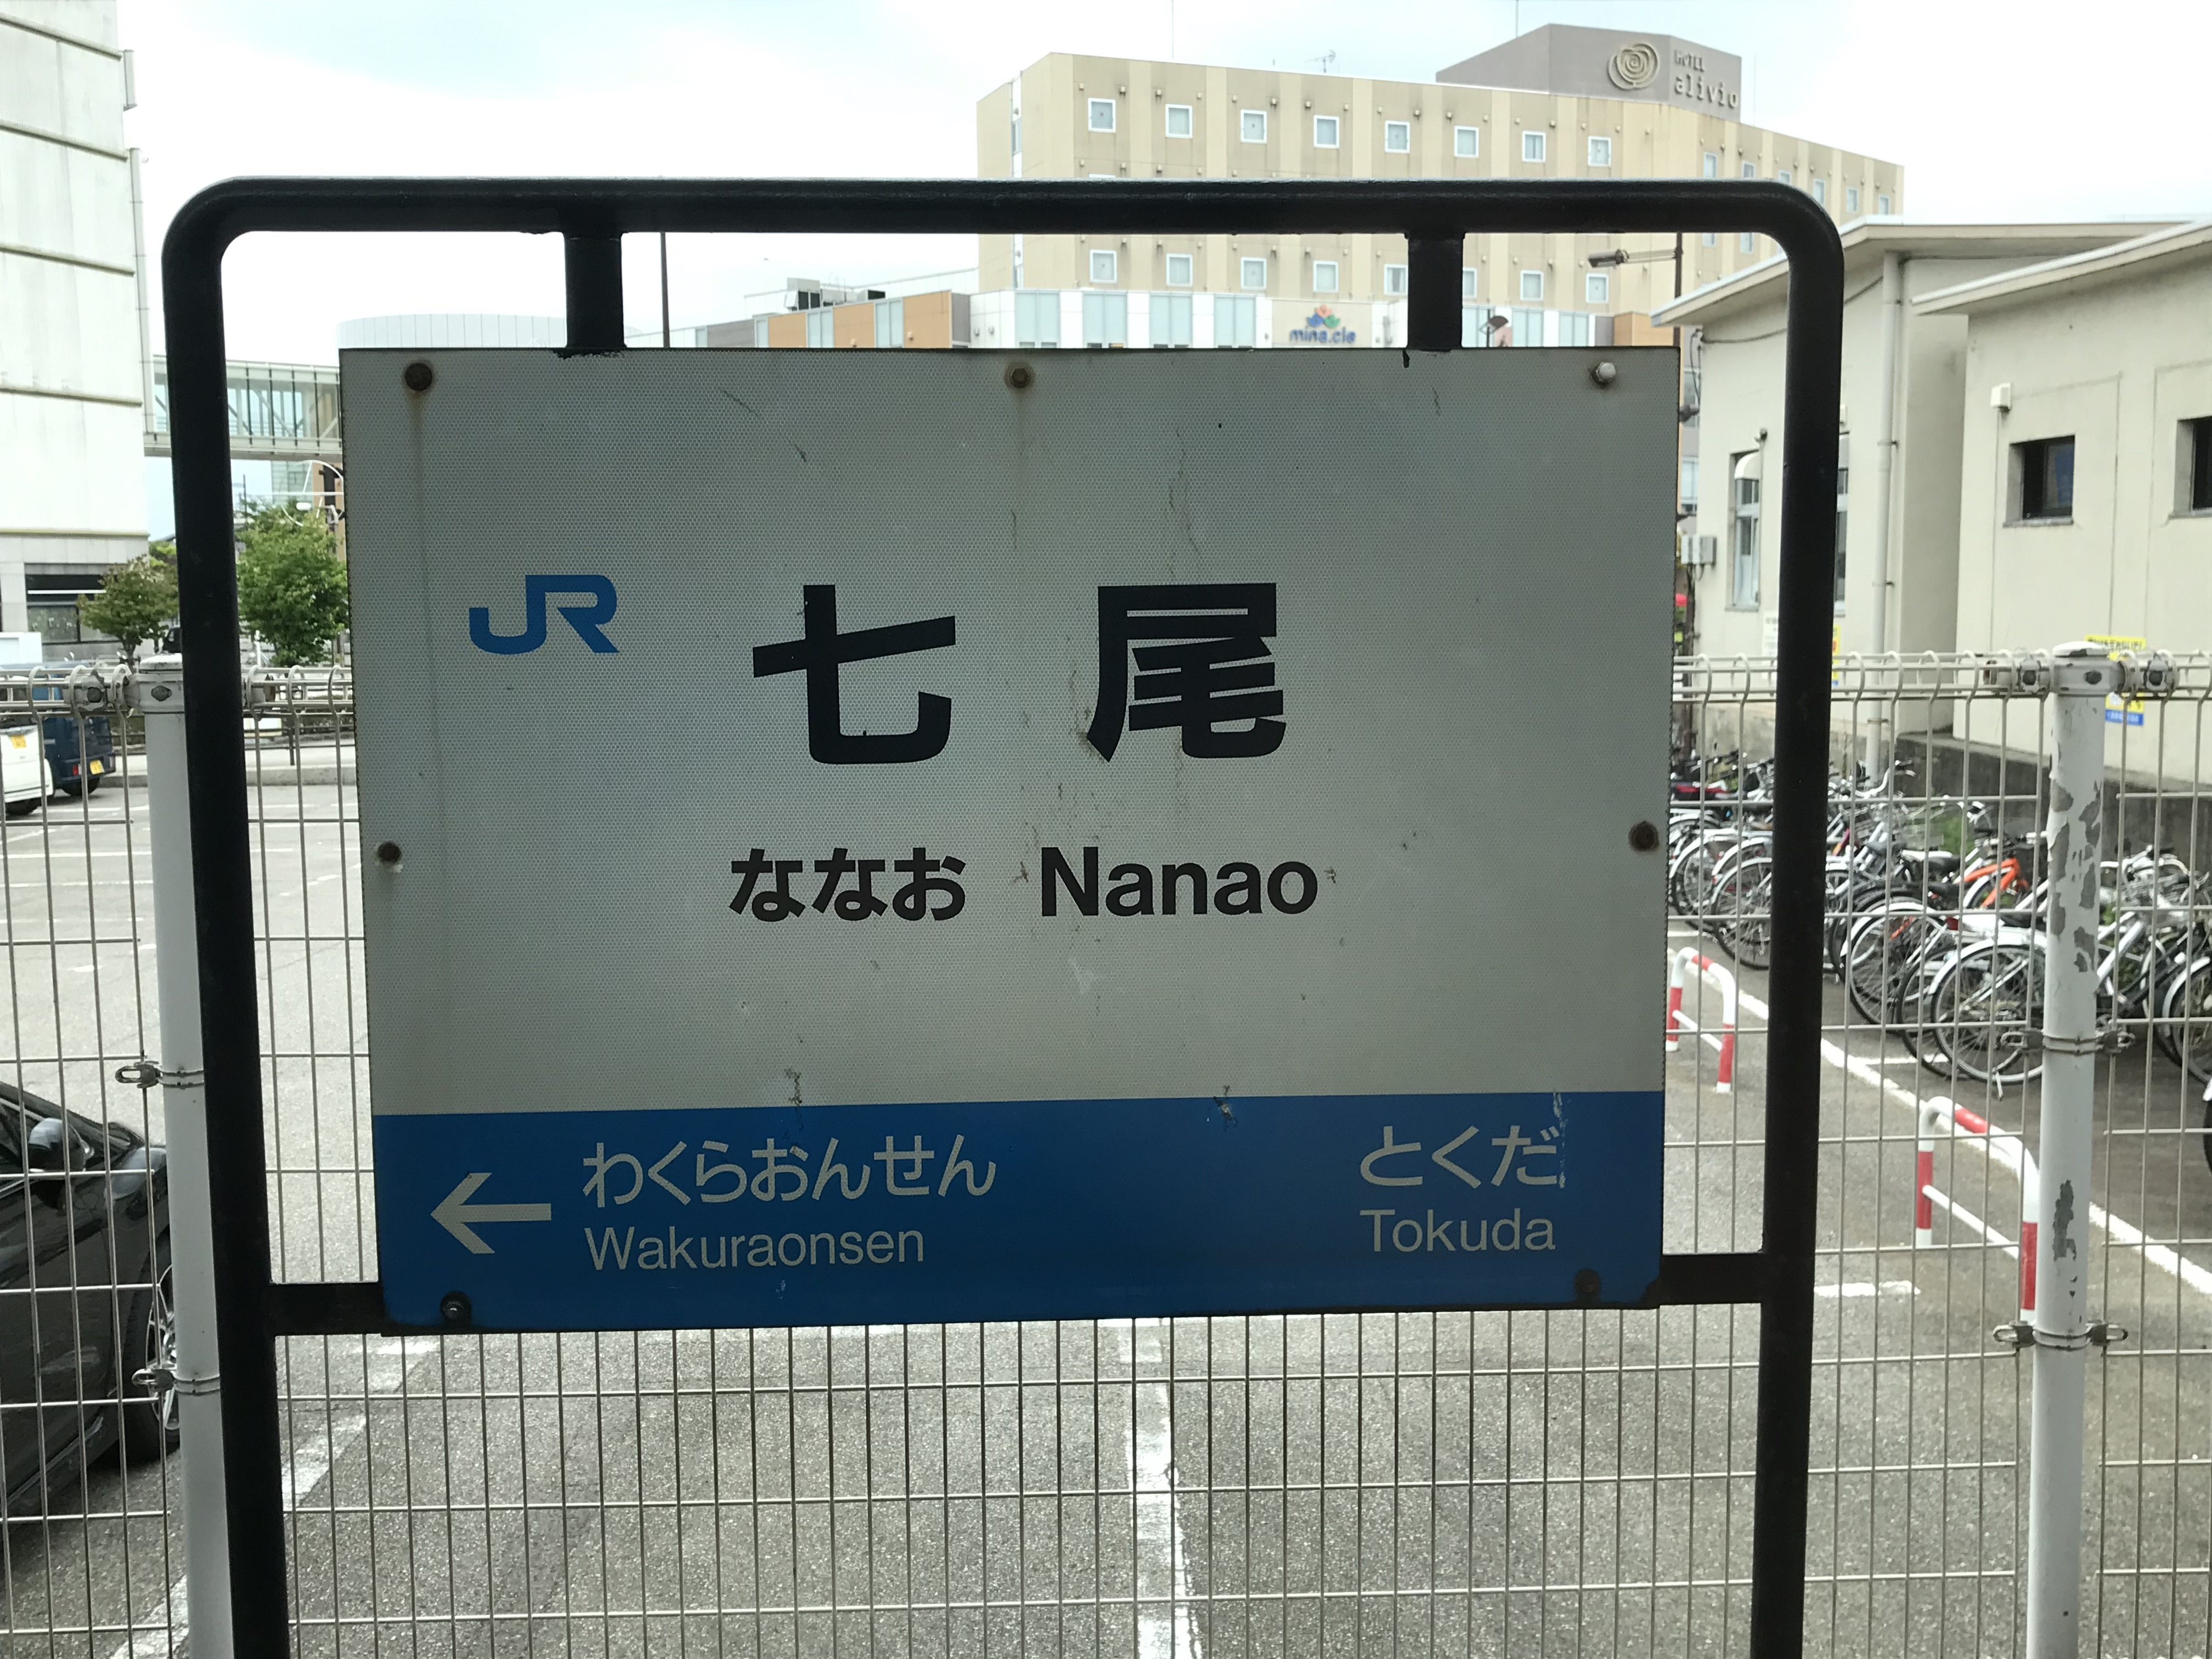 HOTEL
alivio
mina.cle
JR 七尾
ななお Nanao
← わくらおんせん とくだ
Wakuraonsen Tokuda